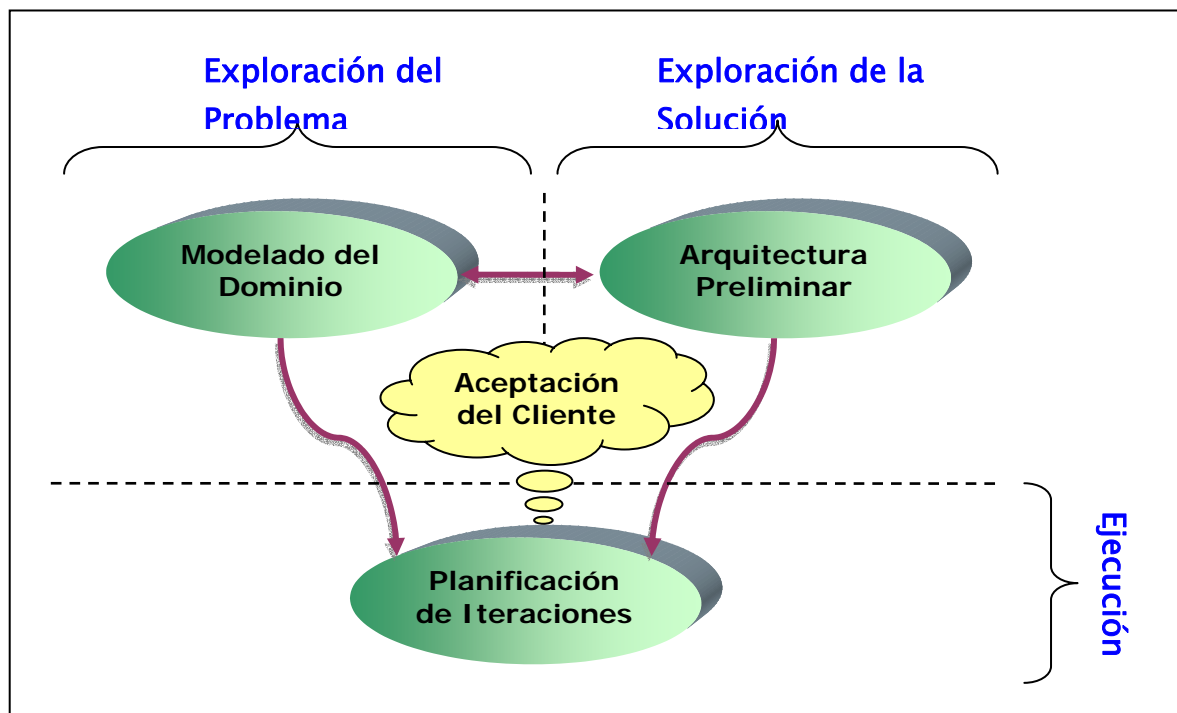 Exploración del
Problema
Exploración de la
Solución
Modelado del
Dominio
Arquitectura
Preliminar
Aceptación
del Cliente
Planificación
de Iteraciones
Ejecución